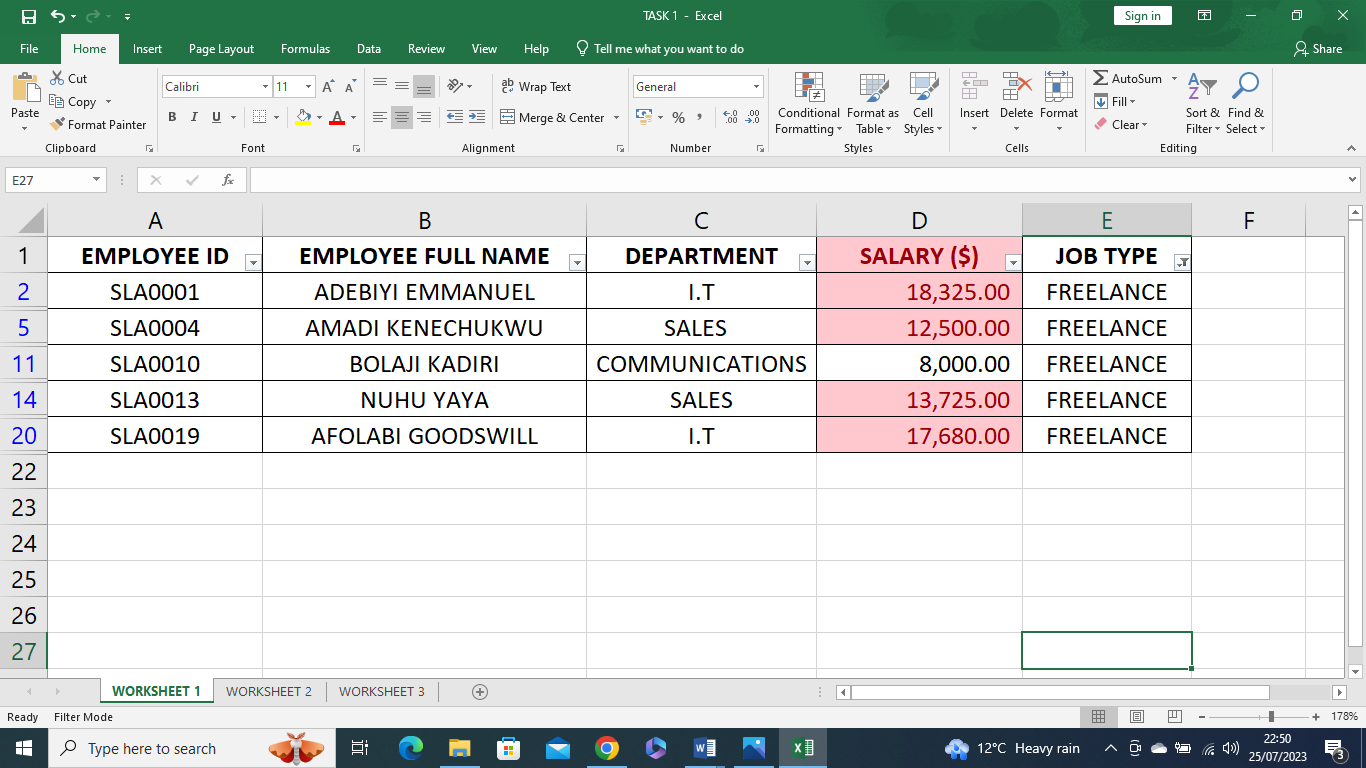 TASK 1 - Excel
Sign in
File Home Insert Page Layout Formulas Data Review View Help Tell me what you want to do Share
Cut
Copy
Format Painter
Paste
Clipboard
Calibri 11
B I U
Font
Wrap Text
Merge & Center
Alignment
General
Number
Conditional Formatting
Format as Table
Cell Styles
Styles
Insert Delete Format
Cells
AutoSum
Fill
Clear
Sort & Filter
Find & Select
Editing
E27 fx
A B C D E F
1 EMPLOYEE ID EMPLOYEE FULL NAME DEPARTMENT SALARY ($) JOB TYPE
2 SLA0001 ADEBIYI EMMANUEL I.T 18,325.00 FREELANCE
5 SLA0004 AMADI KENECHUKWU SALES 12,500.00 FREELANCE
11 SLA0010 BOLAJI KADIRI COMMUNICATIONS 8,000.00 FREELANCE
14 SLA0013 NUHU YAYA SALES 13,725.00 FREELANCE
20 SLA0019 AFOLABI GOODSWILL I.T 17,680.00 FREELANCE
22
23
24
25
26
27
WORKSHEET 1 WORKSHEET 2 WORKSHEET 3
Ready Filter Mode 178%
Type here to search
12°C Heavy rain
22:50
25/07/2023
3